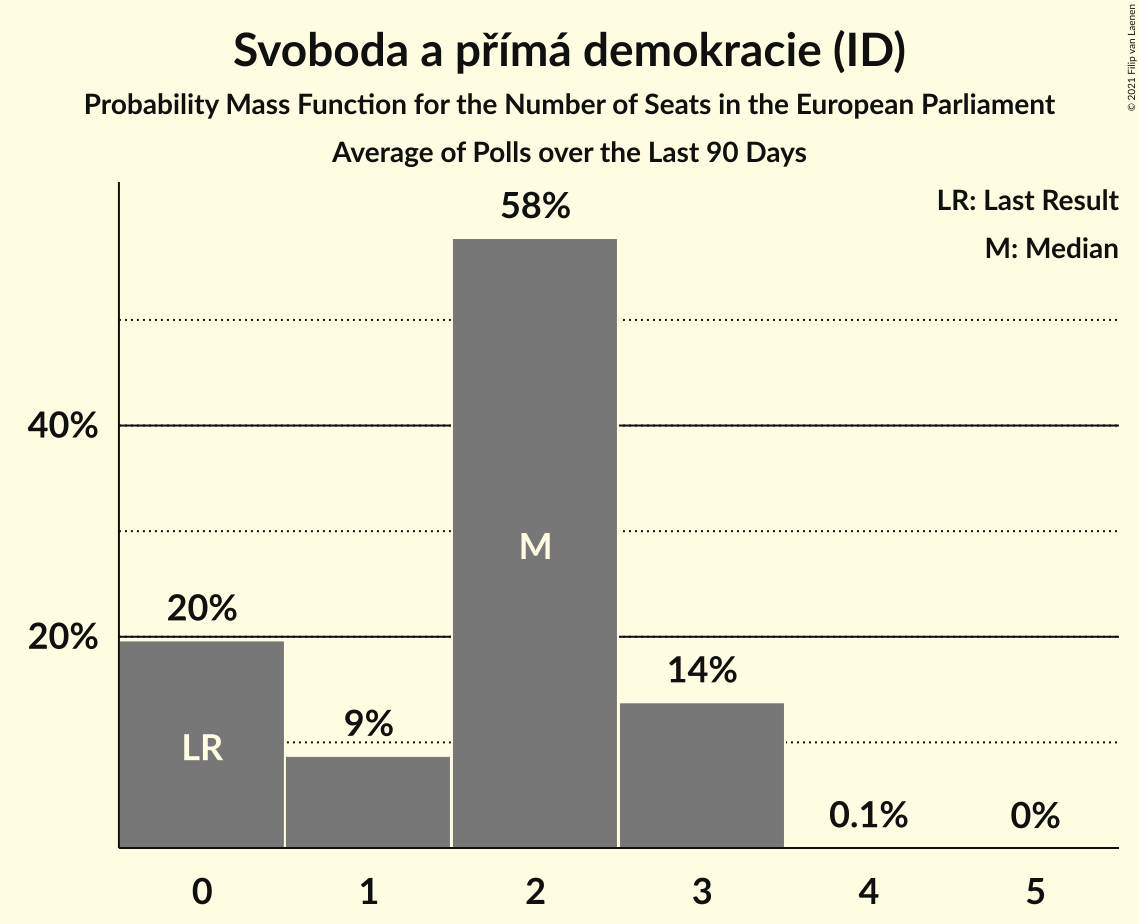 Svoboda a přímá demokracie (ID)
Probability Mass Function for the Number of Seats in the European Parliament
Average of Polls over the Last 90 Days
© 2021 Filip van Laenen
LR: Last Result
M: Median
58%
40%
M
20%
20%
14%
9%
LR
0.1%
0%
0 1 2 3 4 5